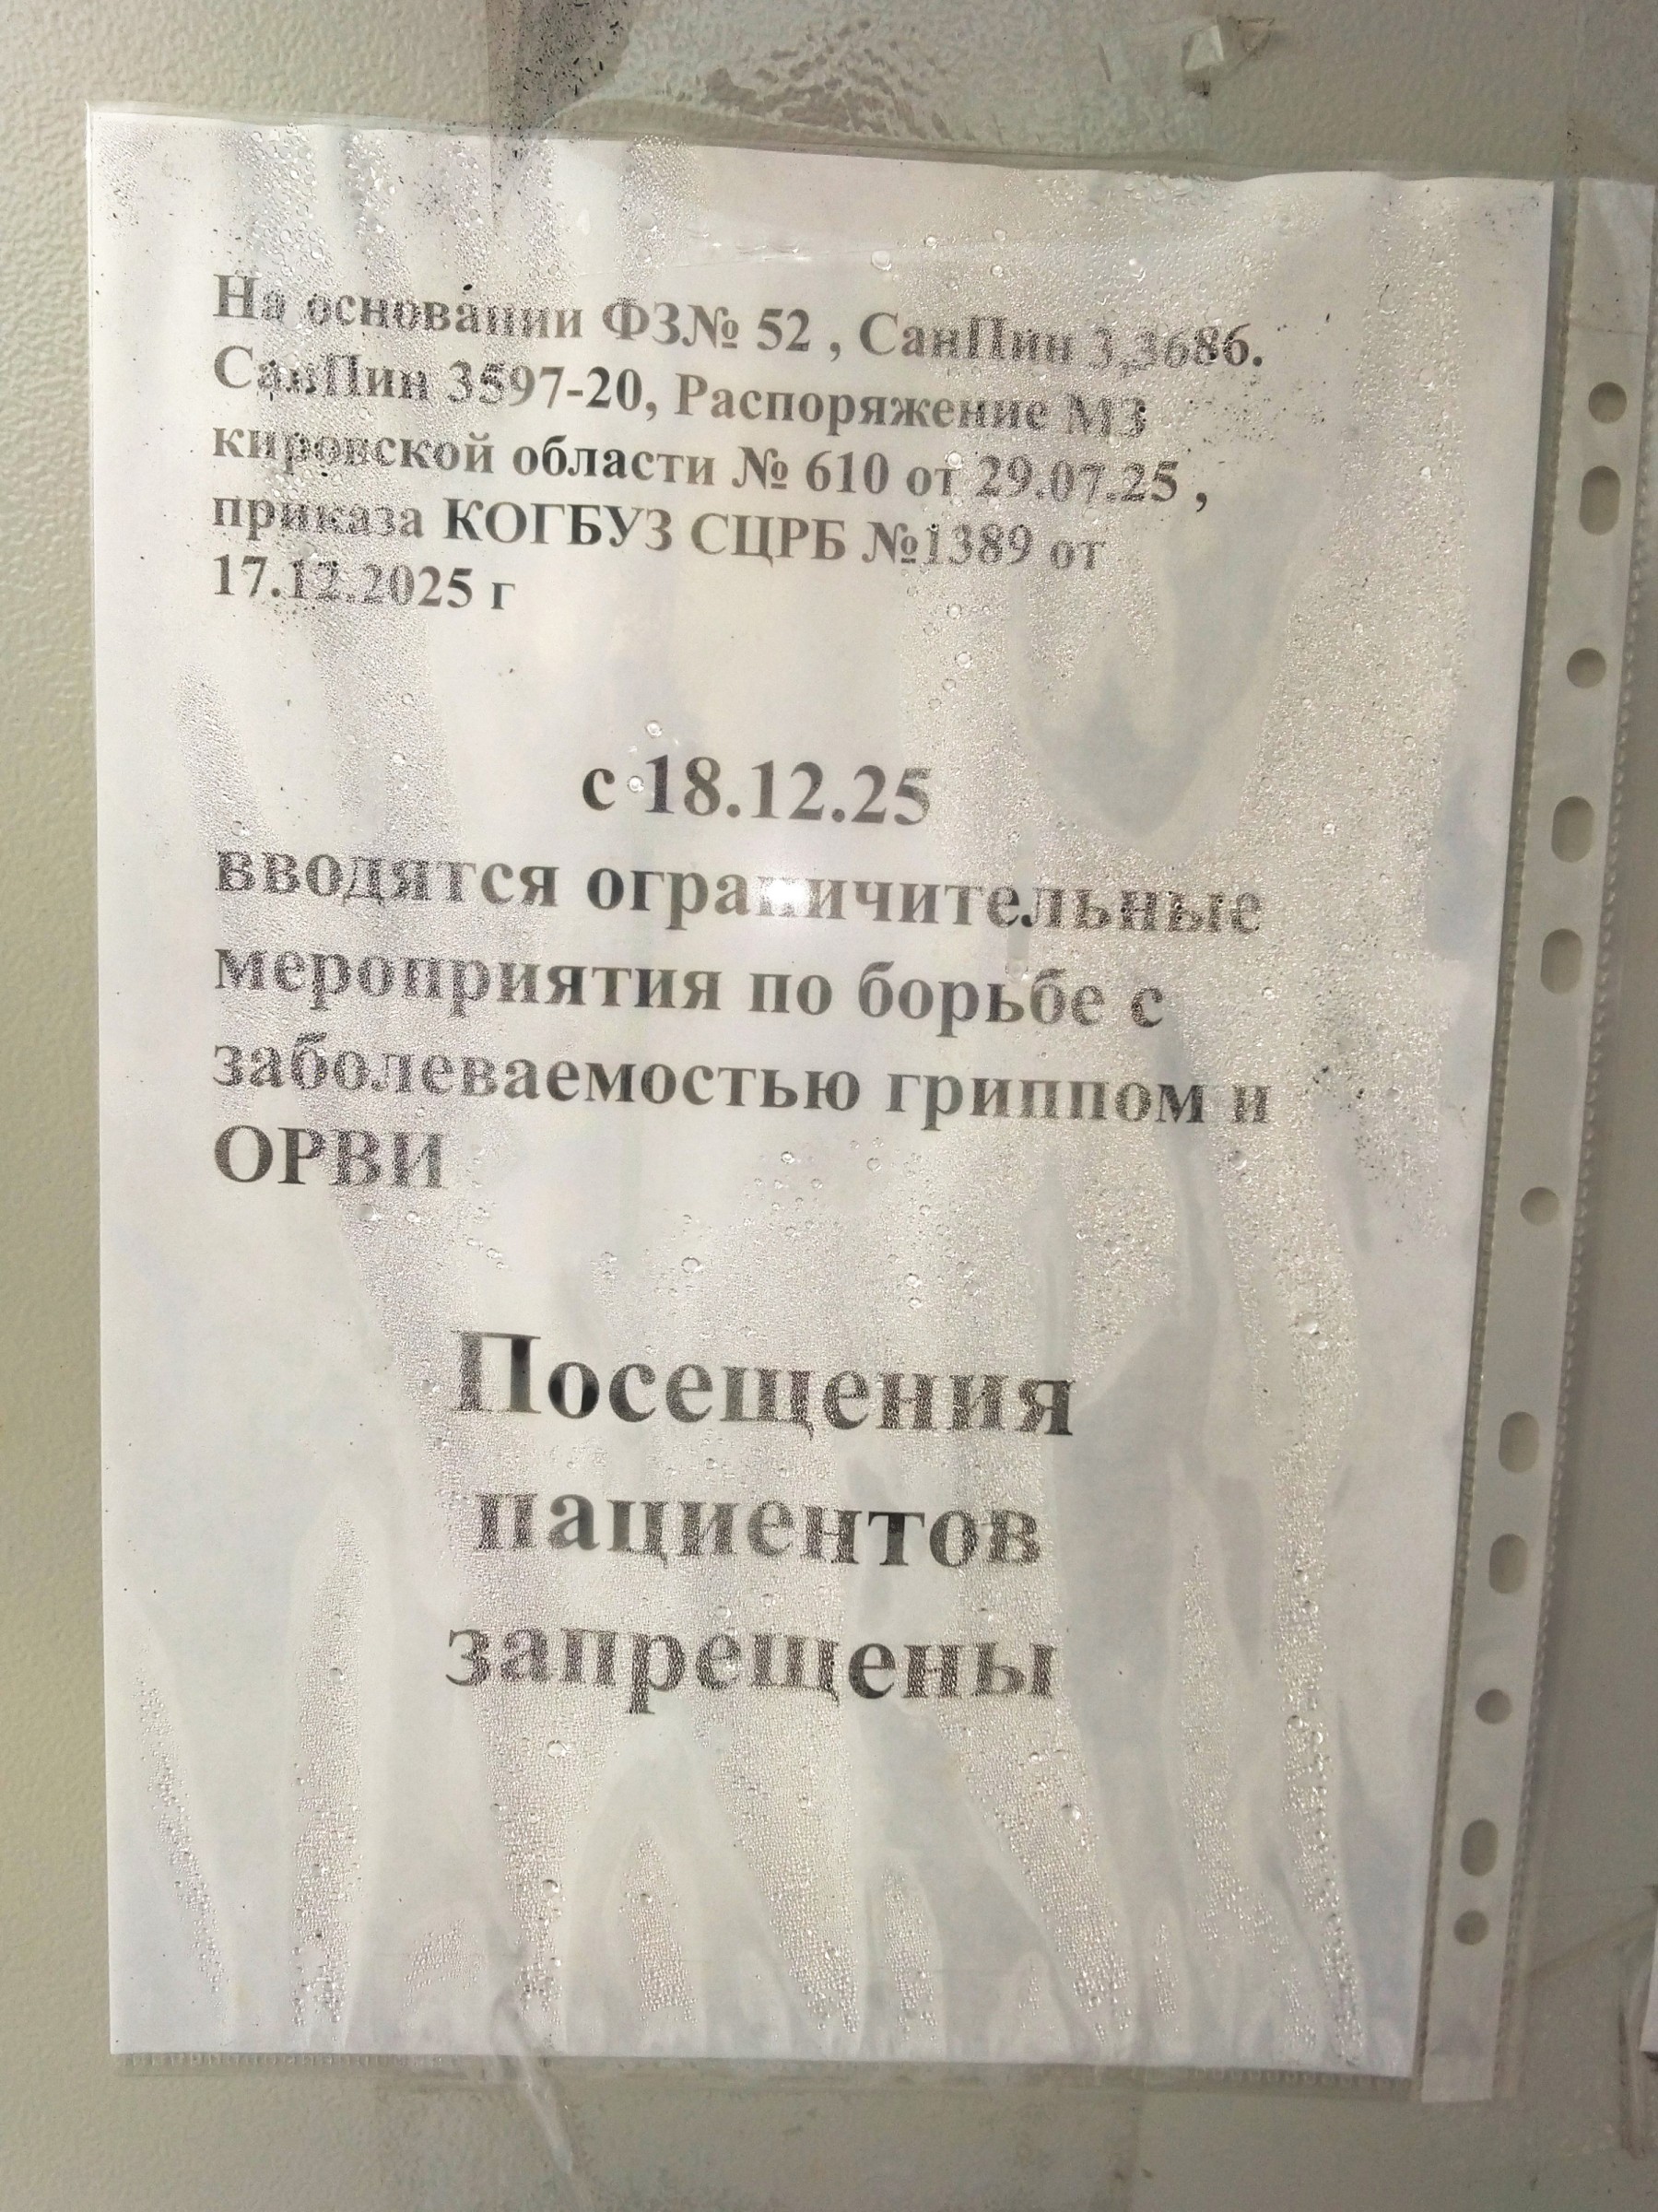 На основании ФЗ№ 52 , СанПин 3,3686.
СанПин 3597-20, Распоряжение МЗ
кировской области № 610 от 29.07.25 ,
приказа КОГБУЗ СЦРБ №1389 от
17.12.2025 г
с 18.12.25
вводятся ограничительные
мероприятия по борьбе с
заболеваемостью гриппом и
ОРВИ
Посещения
пациентов
запрещены